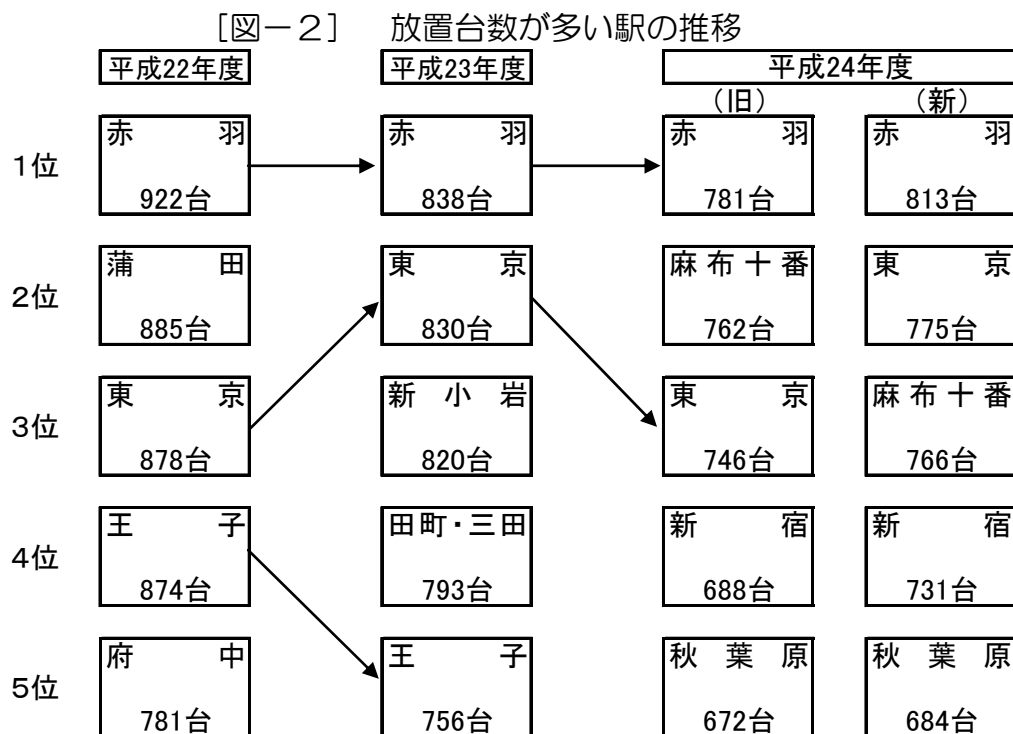 ［図－２］ 放置台数が多い駅の推移
平成22年度 平成23年度 平成24年度
（旧） （新）
1位 赤羽 赤羽 赤羽 赤羽
922台 838台 781台 813台
2位 蒲田 東京 麻布十番 東京
885台 830台 762台 775台
3位 東京 新小岩 東京 麻布十番
878台 820台 746台 766台
4位 王子 田町・三田 新宿 新宿
874台 793台 688台 731台
5位 府中 王子 秋葉原 秋葉原
781台 756台 672台 684台